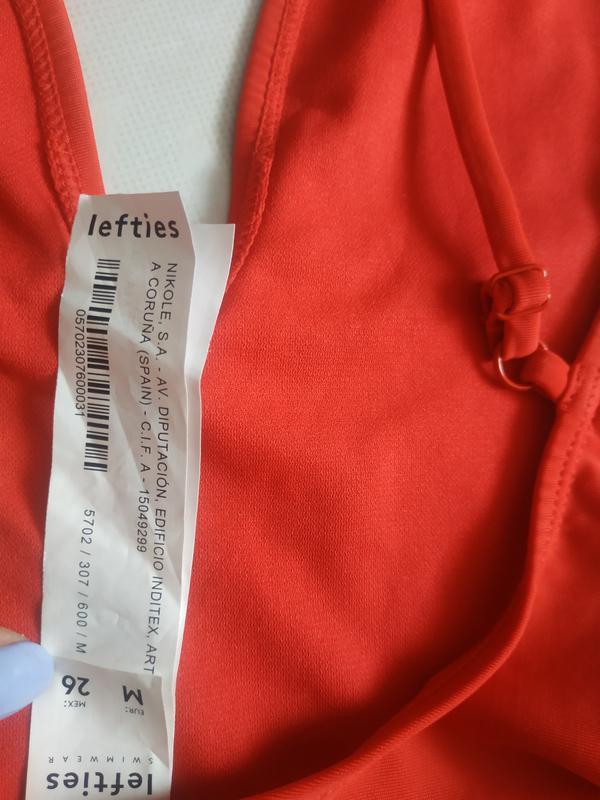 lefties
NIKOLE, S.A. - AV. DIPUTACIÓN, EDIFICIO INDITEX, ART
A CORUÑA (SPAIN) - C.I.F. A - 15049299
05702307600031
5702 / 307 / 600 / M
EUR: M
MEX: 26
SWIMWEAR
lefties